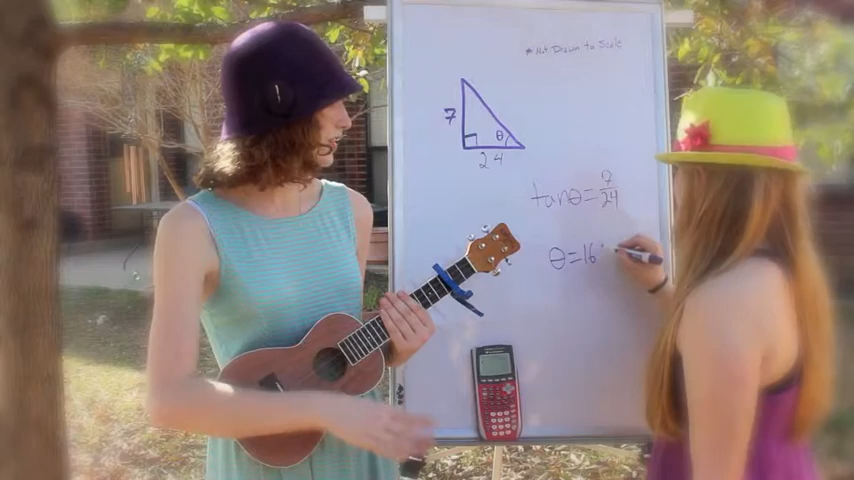 *Not Drawn to Scale
7
θ
24
tanθ = 7/24
θ = 16°